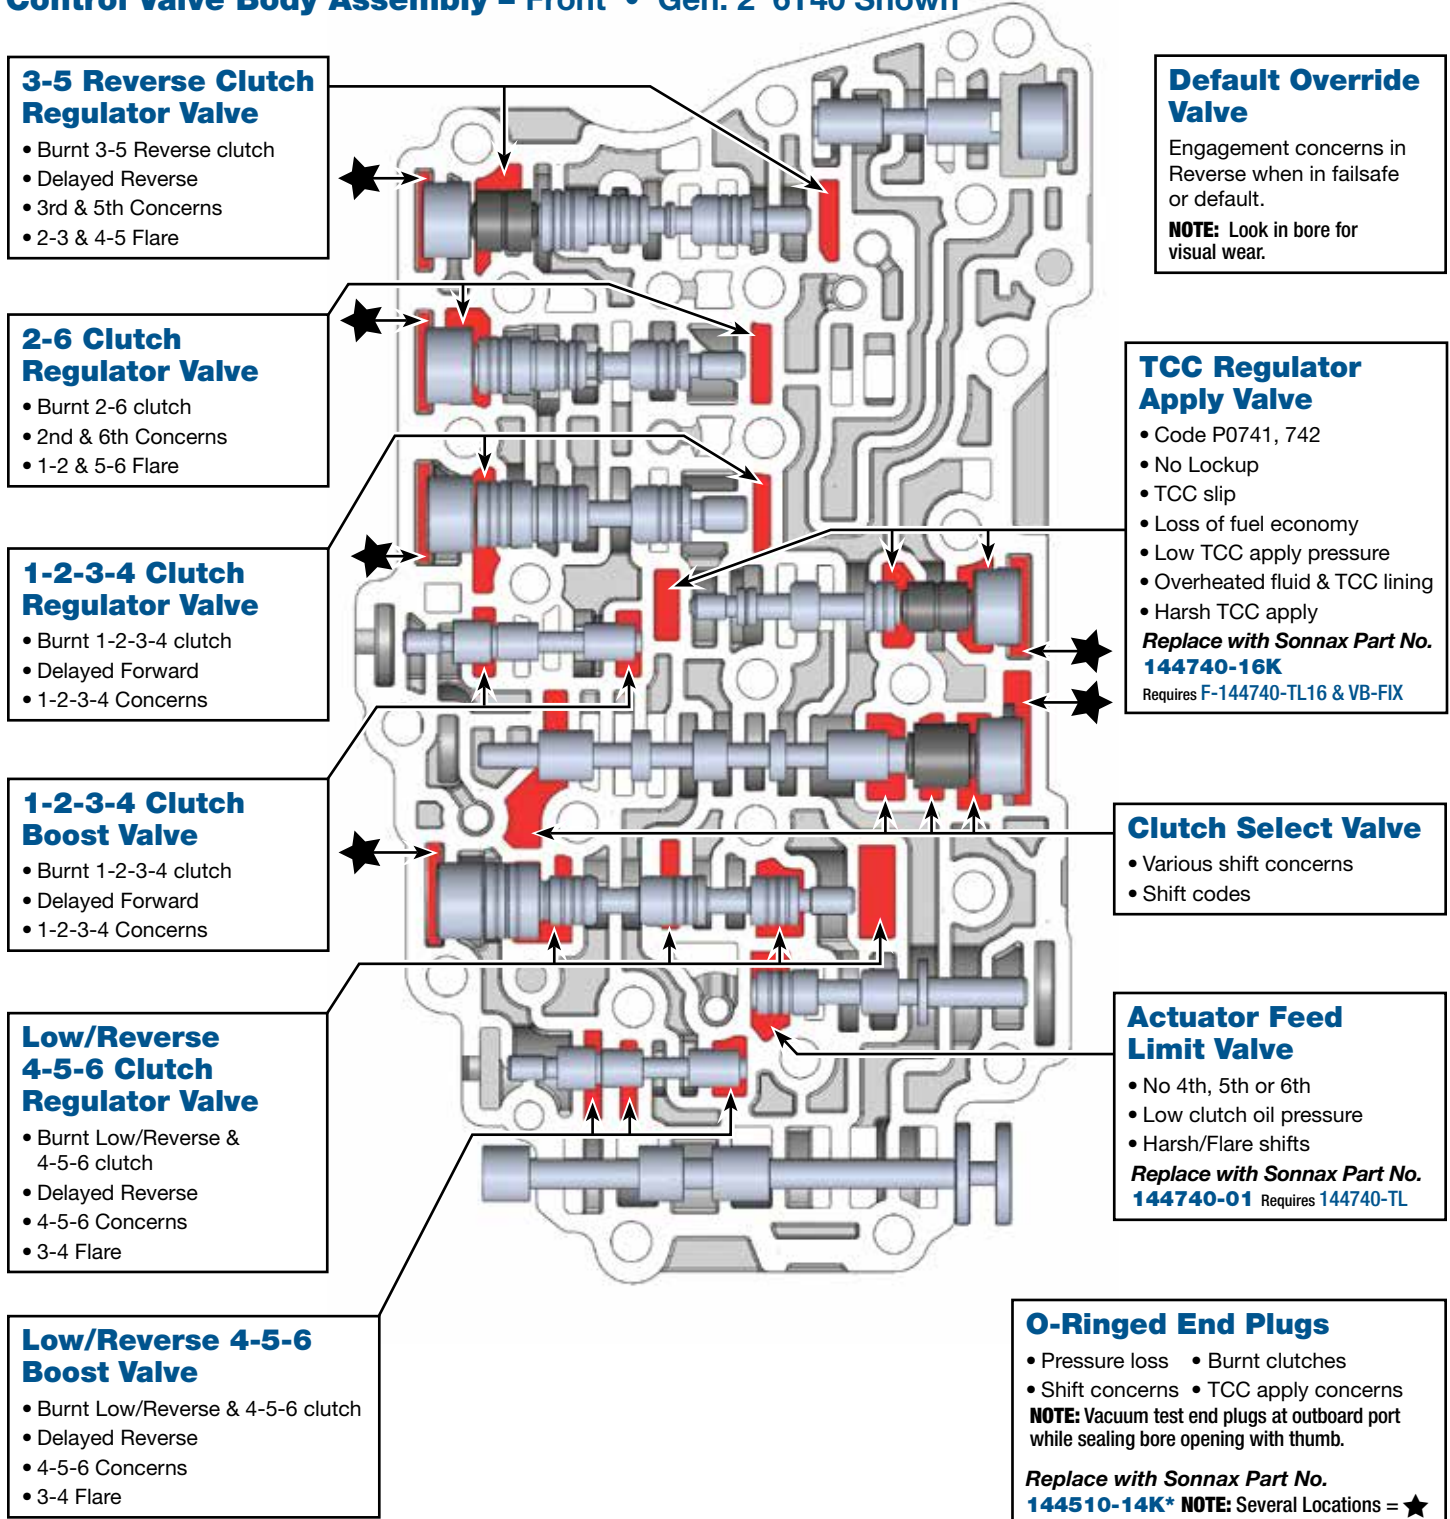 Control Valve Body Assembly – Front • Gen. 2 6T40 Shown
3-5 Reverse Clutch
Regulator Valve
• Burnt 3-5 Reverse clutch
• Delayed Reverse
• 3rd & 5th Concerns
• 2-3 & 4-5 Flare
2-6 Clutch
Regulator Valve
• Burnt 2-6 clutch
• 2nd & 6th Concerns
• 1-2 & 5-6 Flare
1-2-3-4 Clutch
Regulator Valve
• Burnt 1-2-3-4 clutch
• Delayed Forward
• 1-2-3-4 Concerns
1-2-3-4 Clutch
Boost Valve
• Burnt 1-2-3-4 clutch
• Delayed Forward
• 1-2-3-4 Concerns
Low/Reverse
4-5-6 Clutch
Regulator Valve
• Burnt Low/Reverse &
4-5-6 clutch
• Delayed Reverse
• 4-5-6 Concerns
• 3-4 Flare
Low/Reverse 4-5-6
Boost Valve
• Burnt Low/Reverse & 4-5-6 clutch
• Delayed Reverse
• 4-5-6 Concerns
• 3-4 Flare
Default Override
Valve
Engagement concerns in
Reverse when in failsafe
or default.
NOTE: Look in bore for
visual wear.
TCC Regulator
Apply Valve
• Code P0741, 742
• No Lockup
• TCC slip
• Loss of fuel economy
• Low TCC apply pressure
• Overheated fluid & TCC lining
• Harsh TCC apply
Replace with Sonnax Part No.
144740-16K
Requires F-144740-TL16 & VB-FIX
Clutch Select Valve
• Various shift concerns
• Shift codes
Actuator Feed
Limit Valve
• No 4th, 5th or 6th
• Low clutch oil pressure
• Harsh/Flare shifts
Replace with Sonnax Part No.
144740-01 Requires 144740-TL
O-Ringed End Plugs
• Pressure loss • Burnt clutches
• Shift concerns • TCC apply concerns
NOTE: Vacuum test end plugs at outboard port
while sealing bore opening with thumb.
Replace with Sonnax Part No.
144510-14K* NOTE: Several Locations = ★